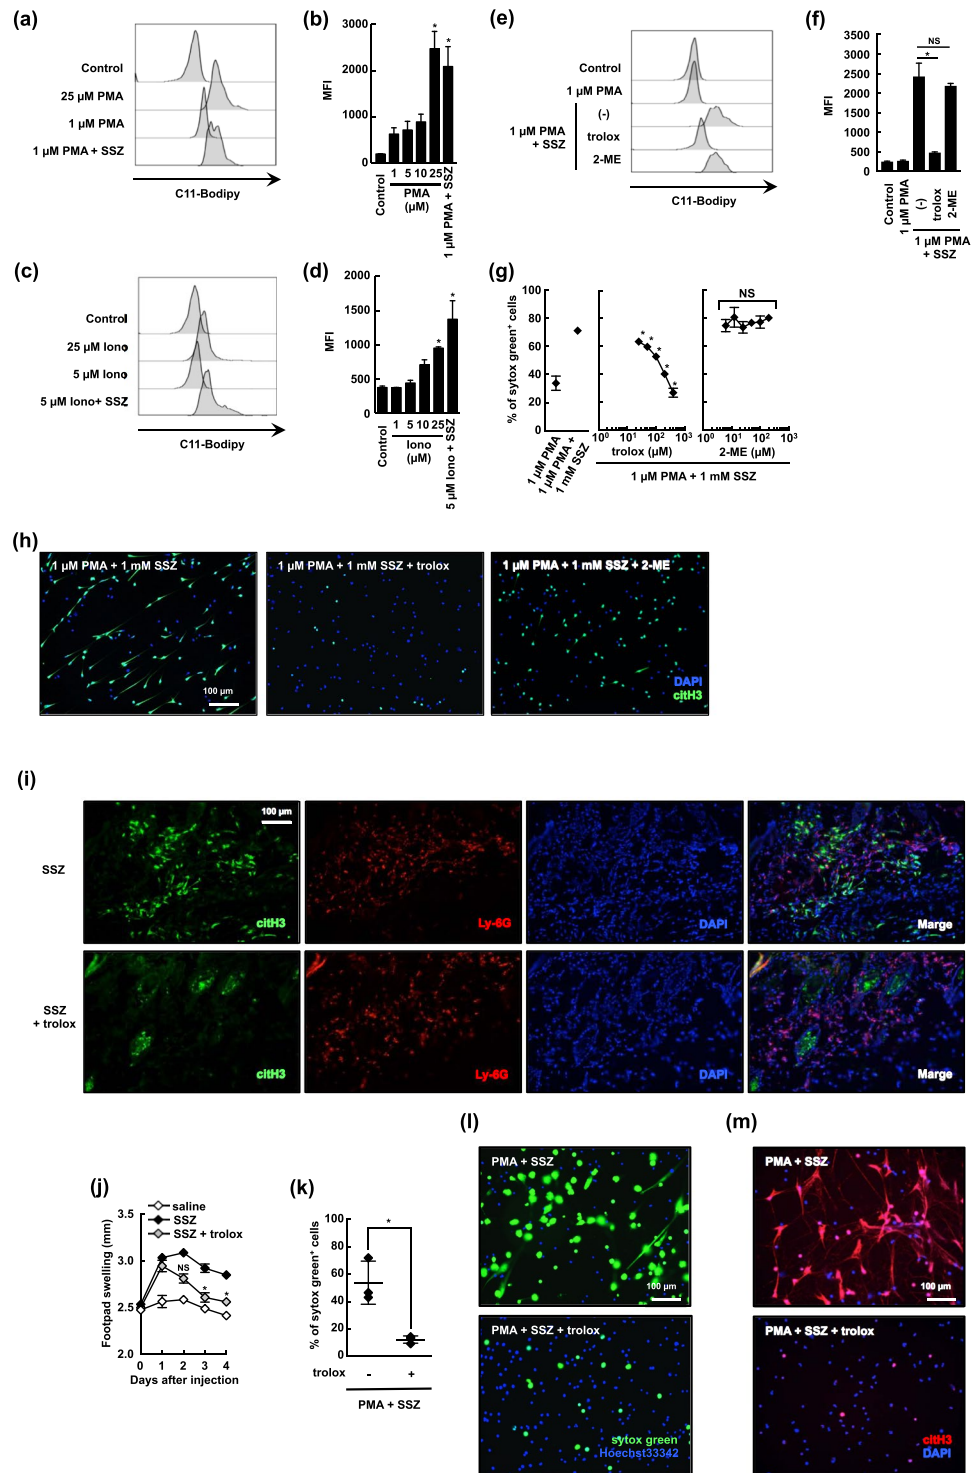 (a)
Control
25 µM PMA
1 µM PMA
1 µM PMA + SSZ
C11-Bodipy
(b)
MFI
3000
2000
1000
0
Control
1 5 10 25
PMA
(µM)
1 µM PMA + SSZ
* *
(e)
Control
1 µM PMA
(-)
trolox
2-ME
1 µM PMA
+ SSZ
C11-Bodipy
(f)
MFI
3500
3000
2500
2000
1500
1000
500
0
NS
*
Control
1 µM PMA
(-)
trolox
2-ME
1 µM PMA
+ SSZ
(c)
Control
25 µM Iono
5 µM Iono
5 µM Iono+ SSZ
C11-Bodipy
(d)
MFI
2000
1500
1000
500
0
* *
Control
1 5 10 25
Iono
(µM)
5 µM Iono + SSZ
(g)
% of sytox green⁺ cells
100
80
60
40
20
0
1 µM PMA
1 µM PMA +
1 mM SSZ
* * * * *
10⁰ 10¹ 10² 10³
trolox (µM)
NS
10⁰ 10¹ 10² 10³
2-ME (µM)
1 µM PMA + 1 mM SSZ
(h)
1 µM PMA + 1 mM SSZ
100 µm
1 µM PMA + 1 mM SSZ + trolox
1 µM PMA + 1 mM SSZ + 2-ME
DAPI
citH3
(i)
SSZ
100 µm
citH3
Ly-6G
DAPI
Marge
SSZ
+ trolox
citH3
Ly-6G
DAPI
Marge
(j)
saline
SSZ
SSZ + trolox
Footpad swelling (mm)
3.5
3.0
2.5
2.0
NS
* *
0 1 2 3 4
Days after injection
(k)
% of sytox green⁺ cells
100
80
60
40
20
0
*
trolox - +
PMA + SSZ
(l)
PMA + SSZ
100 µm
PMA + SSZ + trolox
sytox green
Hoechst33342
(m)
PMA + SSZ
100 µm
PMA + SSZ + trolox
citH3
DAPI